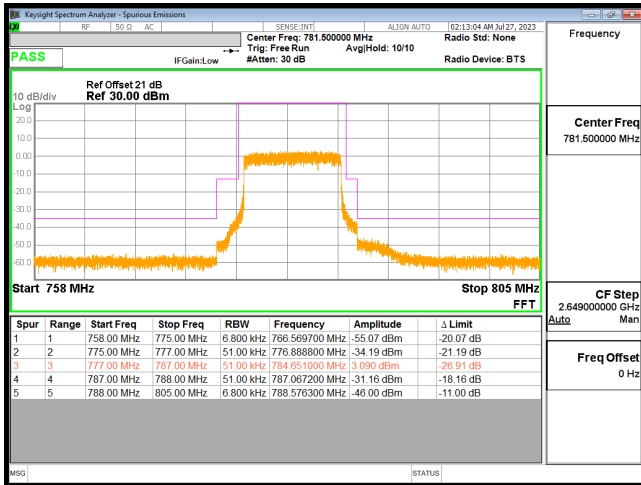 Keysight Spectrum Analyzer - Spurious Emissions
RF 50 Ω AC SENSE:INT ALIGN AUTO 02:13:04 AM Jul 27, 2023
Center Freq: 781.500000 MHz Radio Std: None
Trig: Free Run Avg|Hold: 10/10
PASS IFGain:Low #Atten: 30 dB Radio Device: BTS
Ref Offset 21 dB
10 dB/div Ref 30.00 dBm
Log
20.0
10.0
0.00
-10.0
-20.0
-30.0
-40.0
-50.0
-60.0
Start 758 MHz Stop 805 MHz
FFT
Spur Range Start Freq Stop Freq RBW Frequency Amplitude Δ Limit
1 1 758.00 MHz 775.00 MHz 6.800 kHz 766.569700 MHz -55.07 dBm -20.07 dB
2 2 775.00 MHz 777.00 MHz 51.00 kHz 776.888800 MHz -34.19 dBm -21.19 dB
3 3 777.00 MHz 787.00 MHz 51.00 kHz 784.651000 MHz 3.090 dBm -26.91 dB
4 4 787.00 MHz 788.00 MHz 51.00 kHz 787.067200 MHz -31.16 dBm -18.16 dB
5 5 788.00 MHz 805.00 MHz 6.800 kHz 788.576300 MHz -46.00 dBm -11.00 dB
MSG STATUS
Frequency
Center Freq
781.500000 MHz
CF Step
2.649000000 GHz
Auto Man
Freq Offset
0 Hz